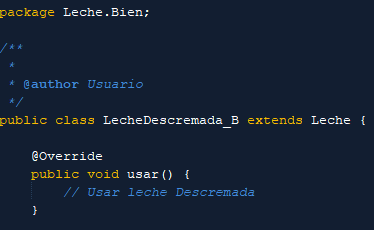 package Leche.Bien;
/**
 *
 * @author Usuario
 */
public class LecheDescremada_B extends Leche {
    @Override
    public void usar() {
        // Usar leche Descremada
    }